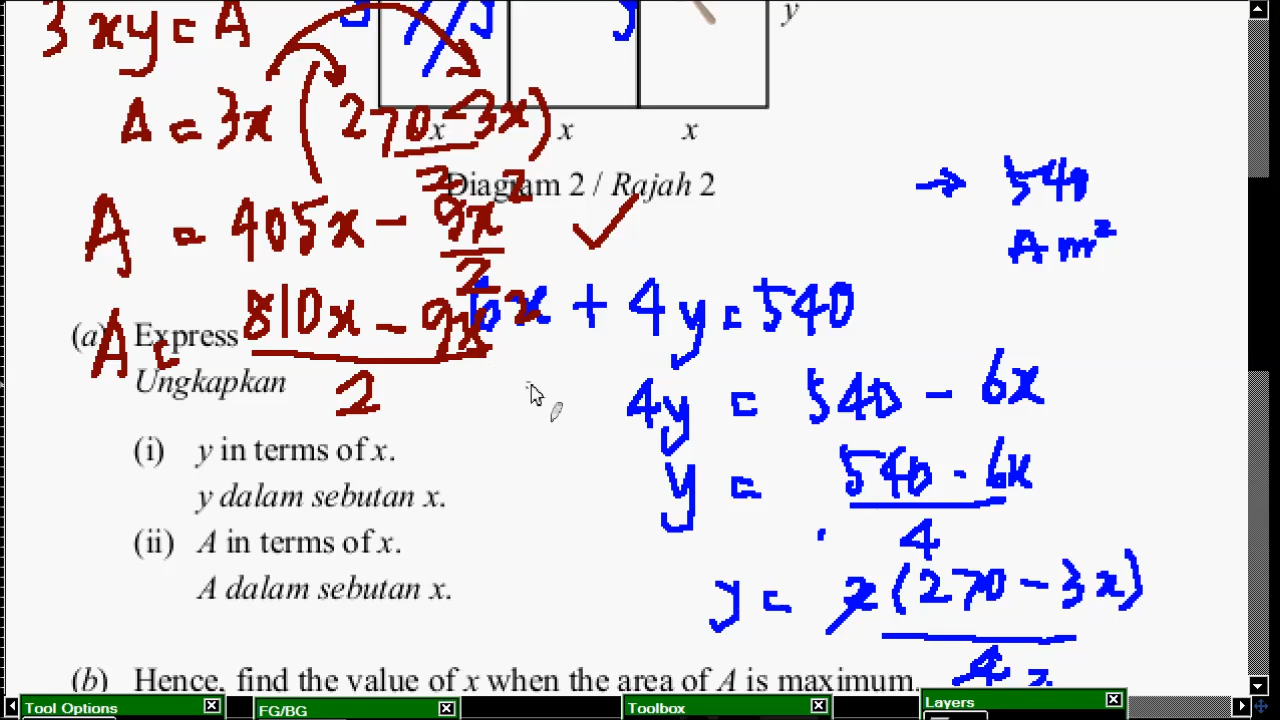 3xy = A
y
y
y
A = 3x (270 - 3x)
2
x
x
x
Diagram 2 / Rajah 2
→ 540
A m²
A = 405x - 9x²
2
6x + 4y = 540
A = 810x - 9x²
2
(a) Express
Ungkapkan
4y = 540 - 6x
(i) y in terms of x.
y dalam sebutan x.
y = 540 - 6x
4
(ii) A in terms of x.
A dalam sebutan x.
y = 2(270 - 3x)
4 2
(b) Hence, find the value of x when the area of A is maximum.
Tool Options
FG/BG
Toolbox
Layers